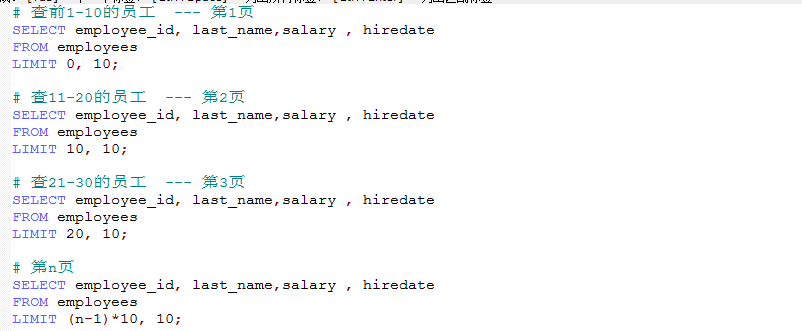 # 查前1-10的员工  --- 第1页
SELECT employee_id, last_name,salary , hiredate
FROM employees
LIMIT 0, 10;
# 查11-20的员工  --- 第2页
SELECT employee_id, last_name,salary , hiredate
FROM employees
LIMIT 10, 10;
# 查21-30的员工  --- 第3页
SELECT employee_id, last_name,salary , hiredate
FROM employees
LIMIT 20, 10;
# 第n页
SELECT employee_id, last_name,salary , hiredate
FROM employees
LIMIT (n-1)*10, 10;